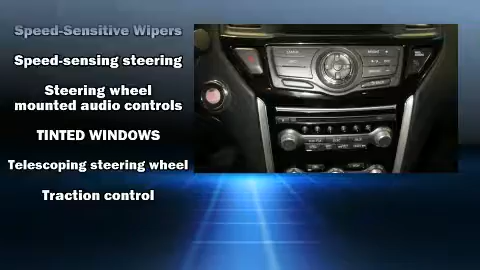 Speed-Sensitive Wipers
Speed-sensing steering
Steering wheel
mounted audio controls
TINTED WINDOWS
Telescoping steering wheel
Traction control